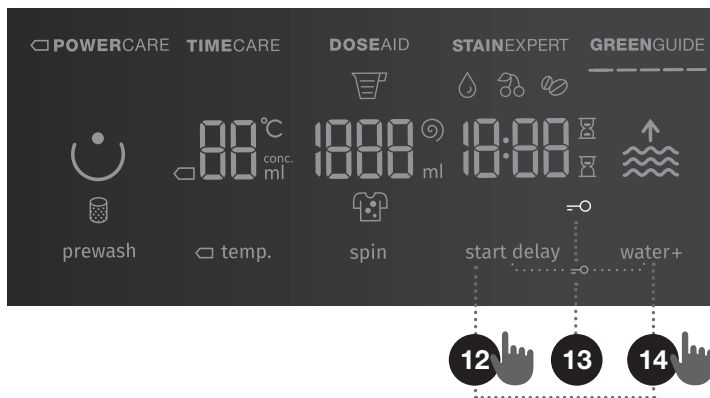 POWERCARE TIMECARE DOSEAID STAINEXPERT GREENGUIDE
88 °C 1888 18:88
conc.
ml ml
prewash temp. spin start delay water+
12 13 14